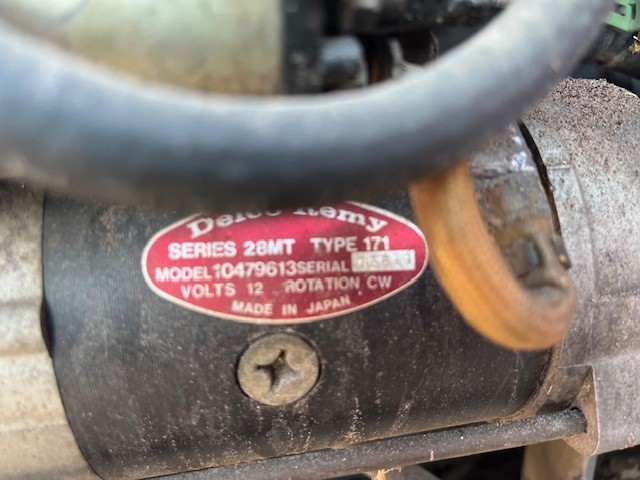 Delco Remy
SERIES 28MT TYPE 171
MODEL 10479613 SERIAL
VOLTS 12 ROTATION CW
MADE IN JAPAN